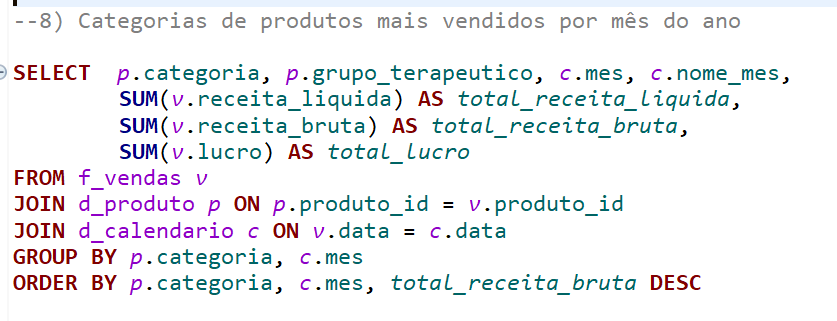 --8) Categorias de produtos mais vendidos por mês do ano
SELECT p.categoria, p.grupo_terapeutico, c.mes, c.nome_mes,
SUM(v.receita_liquida) AS total_receita_liquida,
SUM(v.receita_bruta) AS total_receita_bruta,
SUM(v.lucro) AS total_lucro
FROM f_vendas v
JOIN d_produto p ON p.produto_id = v.produto_id
JOIN d_calendario c ON v.data = c.data
GROUP BY p.categoria, c.mes
ORDER BY p.categoria, c.mes, total_receita_bruta DESC